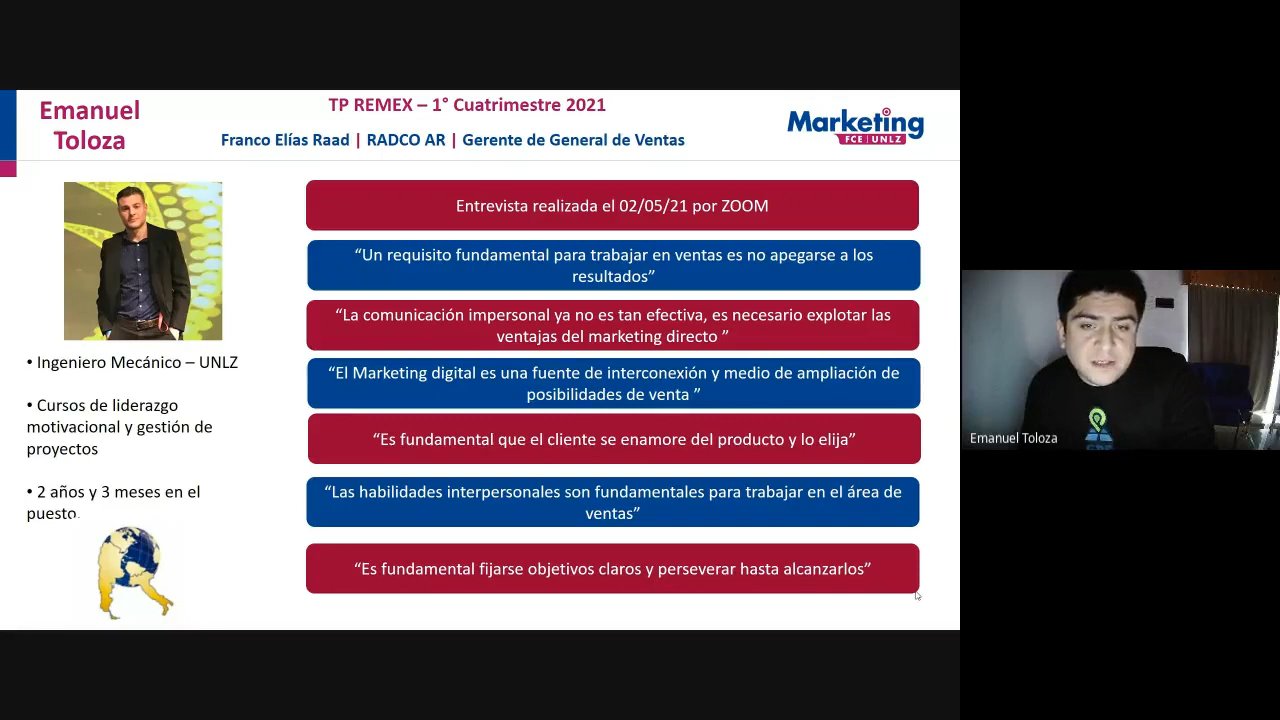 Emanuel
Toloza
TP REMEX – 1° Cuatrimestre 2021
Franco Elías Raad | RADCO AR | Gerente de General de Ventas
Marketing
FCE | UNLZ
• Ingeniero Mecánico – UNLZ
• Cursos de liderazgo
motivacional y gestión de
proyectos
• 2 años y 3 meses en el
puesto.
Entrevista realizada el 02/05/21 por ZOOM
“Un requisito fundamental para trabajar en ventas es no apegarse a los
resultados”
“La comunicación impersonal ya no es tan efectiva, es necesario explotar las
ventajas del marketing directo ”
“El Marketing digital es una fuente de interconexión y medio de ampliación de
posibilidades de venta ”
“Es fundamental que el cliente se enamore del producto y lo elija”
“Las habilidades interpersonales son fundamentales para trabajar en el área de
ventas”
“Es fundamental fijarse objetivos claros y perseverar hasta alcanzarlos”
Emanuel Toloza